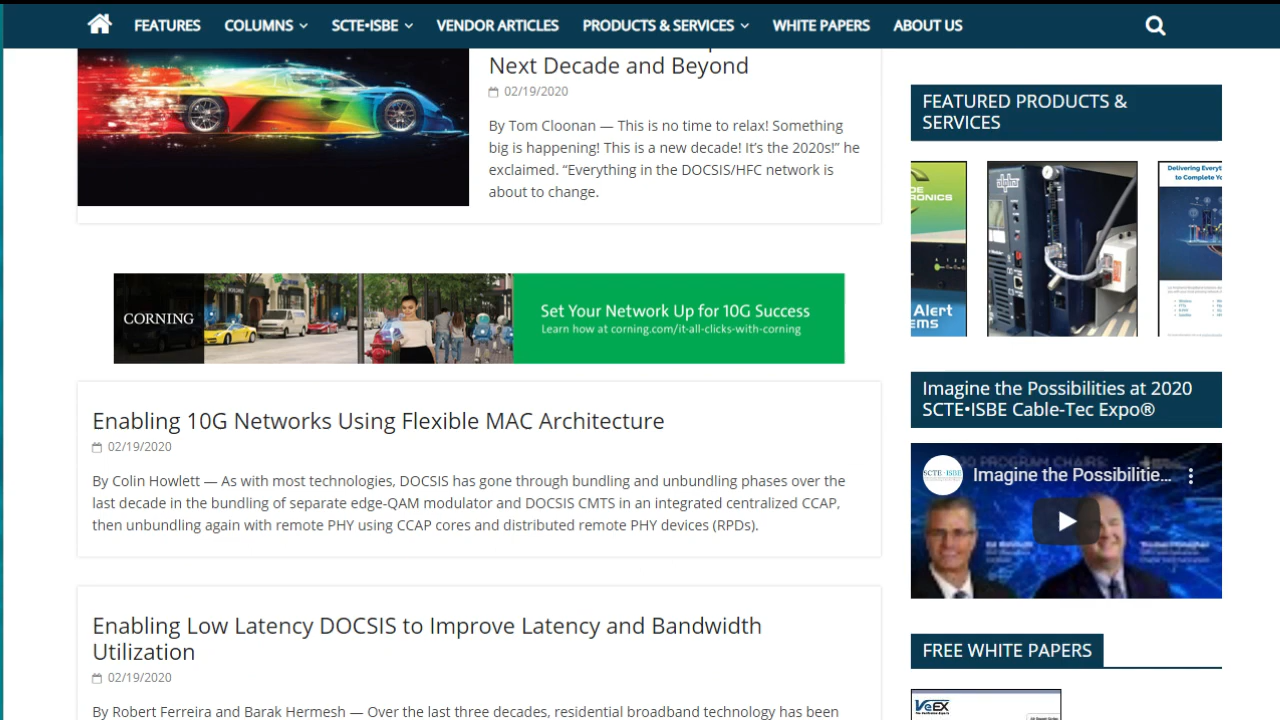 FEATURES COLUMNS SCTE•ISBE VENDOR ARTICLES PRODUCTS & SERVICES WHITE PAPERS ABOUT US
Next Decade and Beyond
02/19/2020
By Tom Cloonan — This is no time to relax! Something
big is happening! This is a new decade! It's the 2020s!” he
exclaimed. “Everything in the DOCSIS/HFC network is
about to change.
CORNING
Set Your Network Up for 10G Success
Learn how at corning.com/it-all-clicks-with-corning
Enabling 10G Networks Using Flexible MAC Architecture
02/19/2020
By Colin Howlett — As with most technologies, DOCSIS has gone through bundling and unbundling phases over the
last decade in the bundling of separate edge-QAM modulator and DOCSIS CMTS in an integrated centralized CCAP,
then unbundling again with remote PHY using CCAP cores and distributed remote PHY devices (RPDs).
Enabling Low Latency DOCSIS to Improve Latency and Bandwidth
Utilization
02/19/2020
By Robert Ferreira and Barak Hermesh — Over the last three decades, residential broadband technology has been
FEATURED PRODUCTS &
SERVICES
DE
RONICS
Alert
EMS
alpha
Delivering Everyt
to Complete Yo
Imagine the Possibilities at 2020
SCTE•ISBE Cable-Tec Expo®
PROGRAM CHAIRS:
SCTE•ISBE
Imagine the Possibilitie...
FREE WHITE PAPERS
VeEX